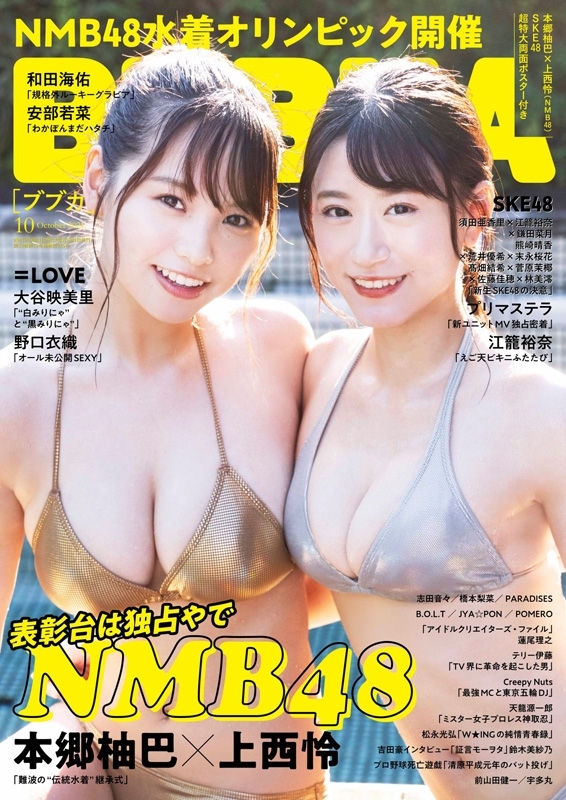 NMB48水着オリンピック開催
本郷柚巴×上西怜(NMB48)
SKE48
超特大両面ポスター付き
和田海佑
「規格外ルーキーグラビア」
安部若菜
「わかぽんまだハタチ」
[ブブカ]
10 October
=LOVE
大谷映美里
「“白みりにゃ”
と“黒みりにゃ”」
野口衣織
「オール未公開SEXY」
SKE48
須田亜香里×江籠裕奈
×鎌田菜月
熊崎晴香
×荒井優希×末永桜花
×髙畑結希×菅原茉椰
×佐藤佳穂×林美澪
「新生SKE48の決意」
プリマステラ
「新ユニットMV独占密着」
江籠裕奈
「えご天ビキニふたたび」
表彰台は独占やで
NMB48
本郷柚巴×上西怜
「難波の“伝統水着”継承式」
志田音々/橋本梨菜/PARADISES
B.O.L.T/JYA☆PON/POMERO
「アイドルクリエイターズ・ファイル」
蓮尾理之
テリー伊藤
「TV界に革命を起こした男」
Creepy Nuts
「最強MCと東京五輪DJ」
天龍源一郎
「ミスター女子プロレス神取忍」
松永光弘「W★INGの純情青春録」
吉田豪インタビュー「証言モーヲタ」鈴木美紗乃
プロ野球死亡遊戯「清原平成元年のバット投げ」
前山田健一/宇多丸